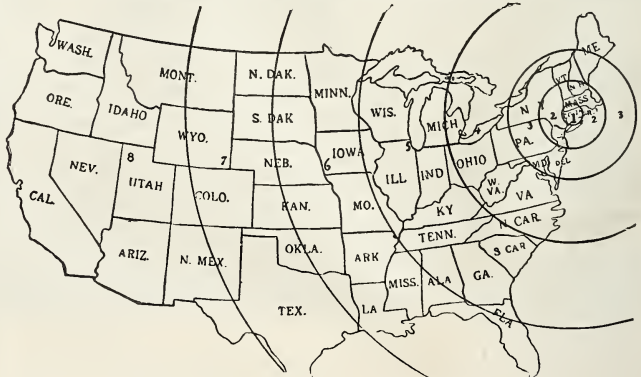 WASH.
ORE.
IDAHO
MONT.
WYO.
NEV.
CAL.
8
UTAH
7
COLO.
ARIZ.
N. MEX.
N. DAK.
S. DAK
NEB.
KAN.
OKLA.
TEX.
MINN.
IOWA
6
MO.
ARK
LA
WIS.
5
ILL
MICH
IND
OHIO
4
KY
TENN.
MISS.
ALA
GA.
FLA
S CAR
N CAR.
VA
W.
VA.
PA.
MD
DEL
N Y
3
2
1
2
3
MASS
VT
N H
ME